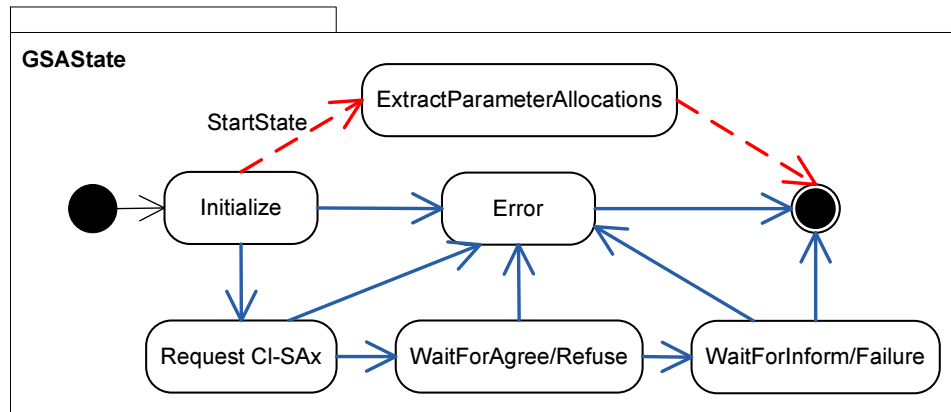 GSAState
ExtractParameterAllocations
StartState
Initialize
Error
Request CI-SAx
WaitForAgree/Refuse
WaitForInform/Failure